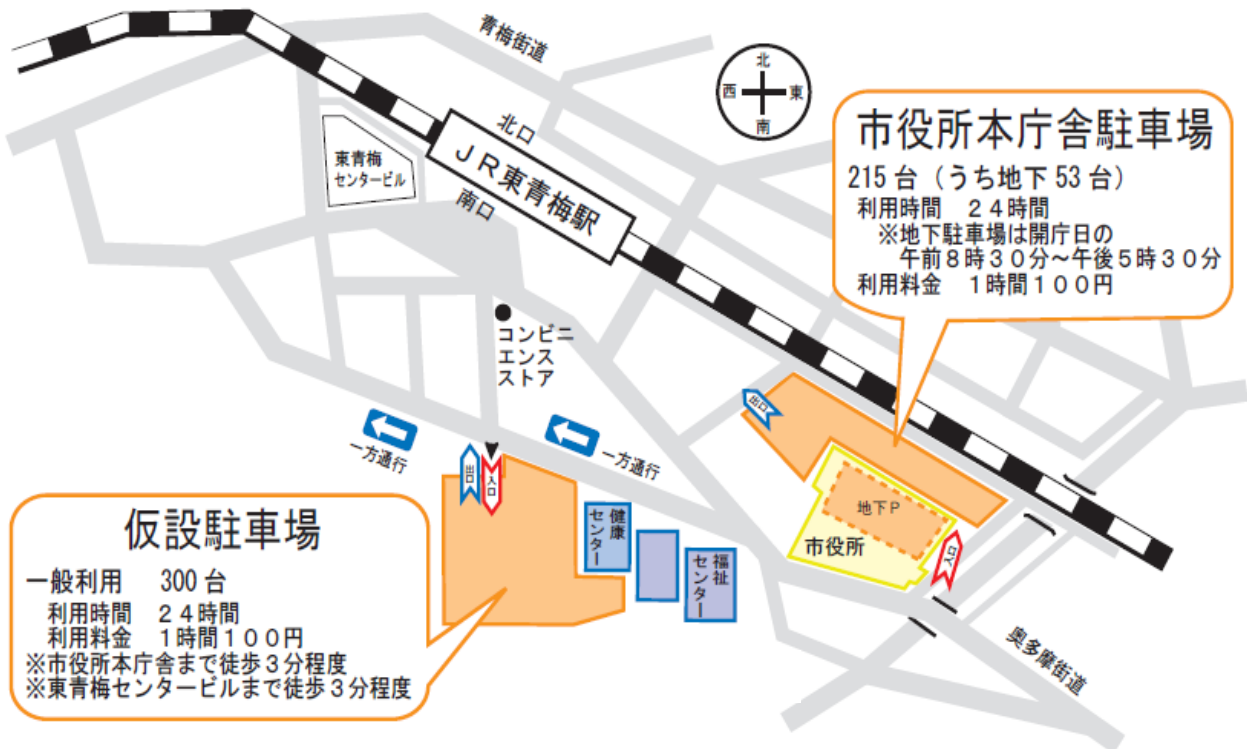 青梅街道
北
西 東
南
北口
JR東青梅駅
南口
東青梅
センタービル
市役所本庁舎駐車場
215台（うち地下53台）
利用時間 ２４時間
※地下駐車場は開庁日の
午前８時３０分～午後５時３０分
利用料金 １時間１００円
コンビニ
エンス
ストア
出口
一方通行
一方通行
出口
入口
地下Ｐ
市役所
入口
健康
センター
福祉
センター
奥多摩街道
仮設駐車場
一般利用 300台
利用時間 ２４時間
利用料金 １時間１００円
※市役所本庁舎まで徒歩３分程度
※東青梅センタービルまで徒歩３分程度